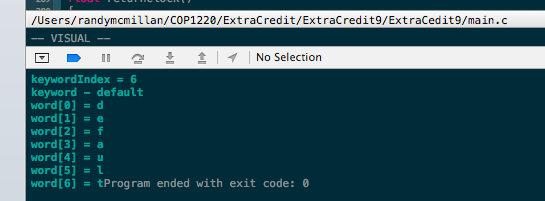 /Users/randymcmillan/COP1220/ExtraCredit/ExtraCredit9/ExtraCedit9/main.c
-- VISUAL --
No Selection
keywordIndex = 6
keyword - default
word[0] = d
word[1] = e
word[2] = f
word[3] = a
word[4] = u
word[5] = l
word[6] = tProgram ended with exit code: 0